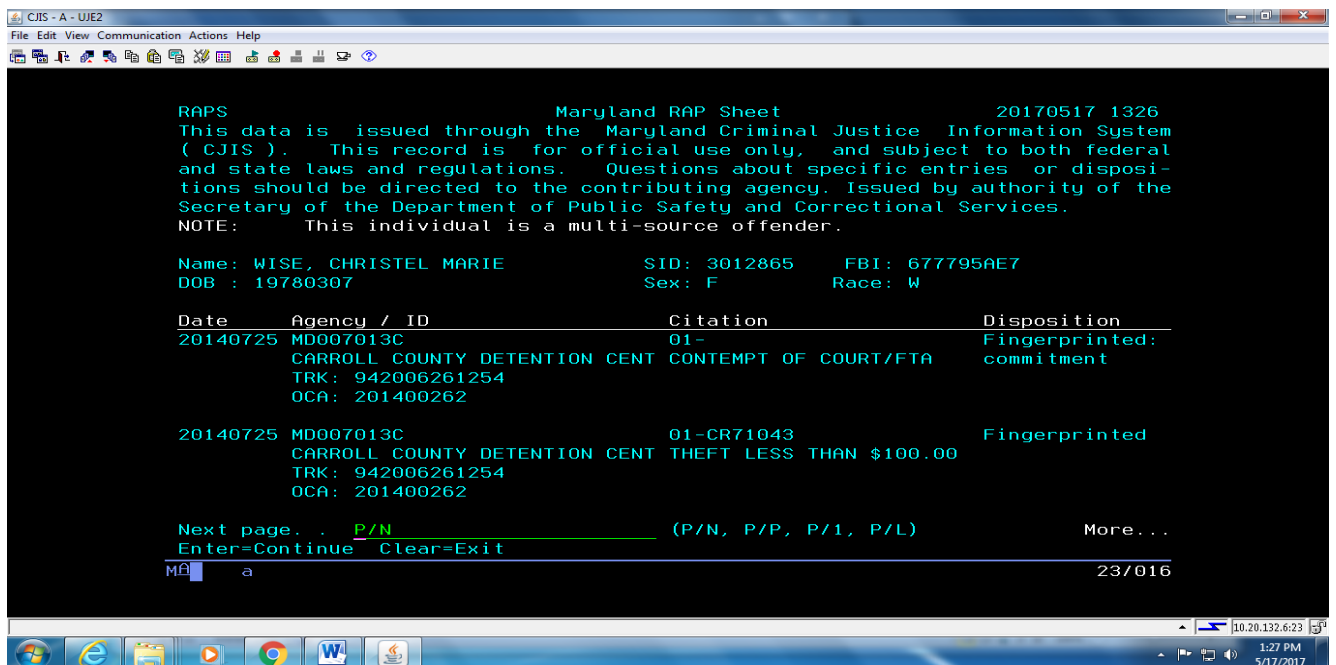 CJIS - A - UJE2
File Edit View Communication Actions Help
RAPS Maryland RAP Sheet 20170517 1326
This data is issued through the Maryland Criminal Justice Information System
( CJIS ). This record is for official use only, and subject to both federal
and state laws and regulations. Questions about specific entries or disposi-
tions should be directed to the contributing agency. Issued by authority of the
Secretary of the Department of Public Safety and Correctional Services.
NOTE: This individual is a multi-source offender.
Name: WISE, CHRISTEL MARIE SID: 3012865 FBI: 677795AE7
DOB : 19780307 Sex: F Race: W
Date Agency / ID Citation Disposition
20140725 MD007013C 01- Fingerprinted:
CARROLL COUNTY DETENTION CENT CONTEMPT OF COURT/FTA commitment
TRK: 942006261254
OCA: 201400262
20140725 MD007013C 01-CR71043 Fingerprinted
CARROLL COUNTY DETENTION CENT THEFT LESS THAN $100.00
TRK: 942006261254
OCA: 201400262
Next page. . P/N (P/N, P/P, P/1, P/L) More...
Enter=Continue Clear=Exit
MA a 23/016
10.20.132.6:23
1:27 PM
5/17/2017